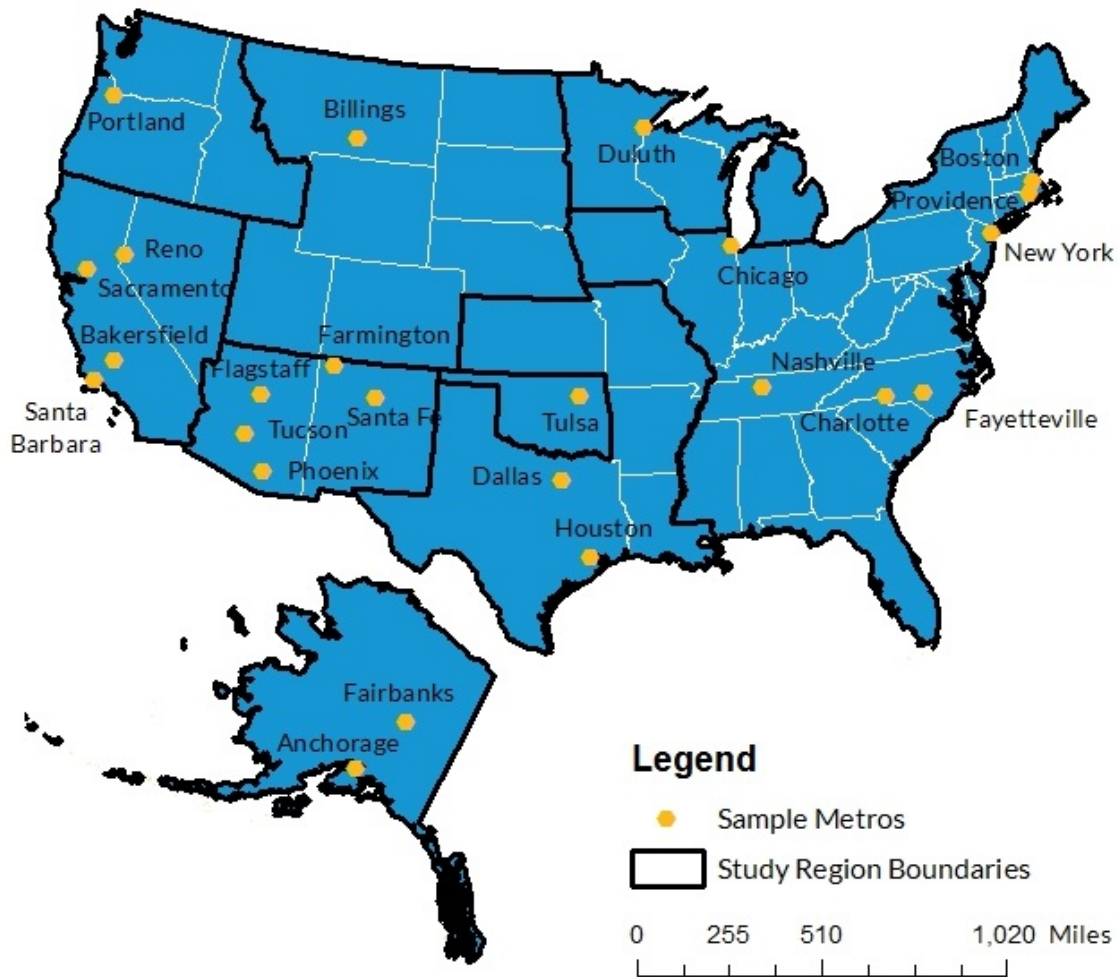 Portland
Billings
Duluth
Boston
Providence
New York
Reno
Sacramento
Chicago
Bakersfield
Farmington
Flagstaff
Nashville
Santa Fe
Santa
Barbara
Tucson
Tulsa
Charlotte
Fayetteville
Phoenix
Dallas
Houston
Fairbanks
Anchorage
Legend
Sample Metros
Study Region Boundaries
0 255 510 1,020 Miles